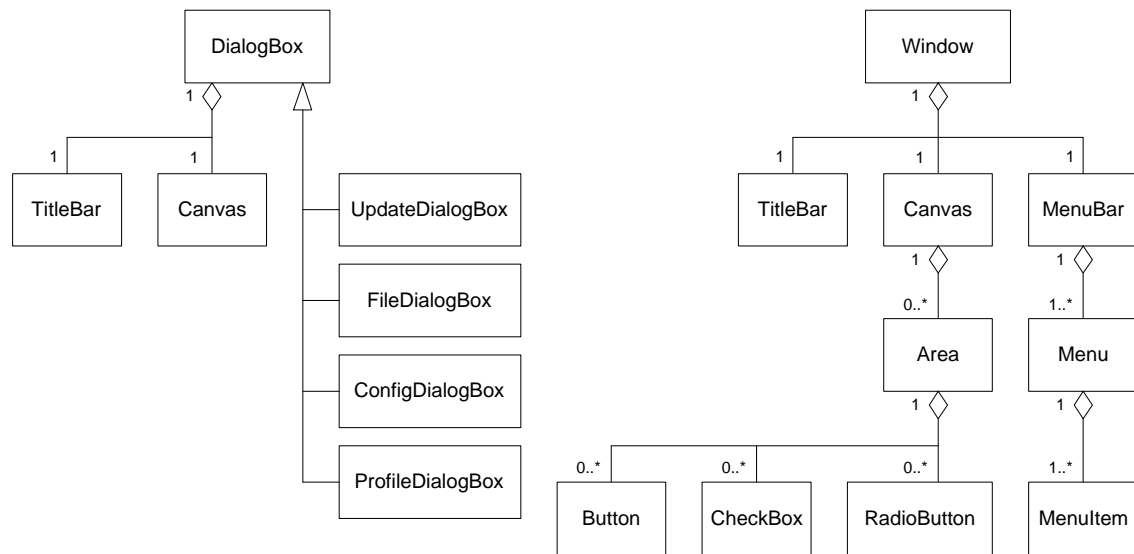 DialogBox
Window
1
1
1
1
1
1
1
TitleBar
Canvas
UpdateDialogBox
TitleBar
Canvas
MenuBar
1
1
FileDialogBox
0..*
1..*
Area
Menu
ConfigDialogBox
1
1
ProfileDialogBox
0..*
0..*
0..*
1..*
Button
CheckBox
RadioButton
MenuItem